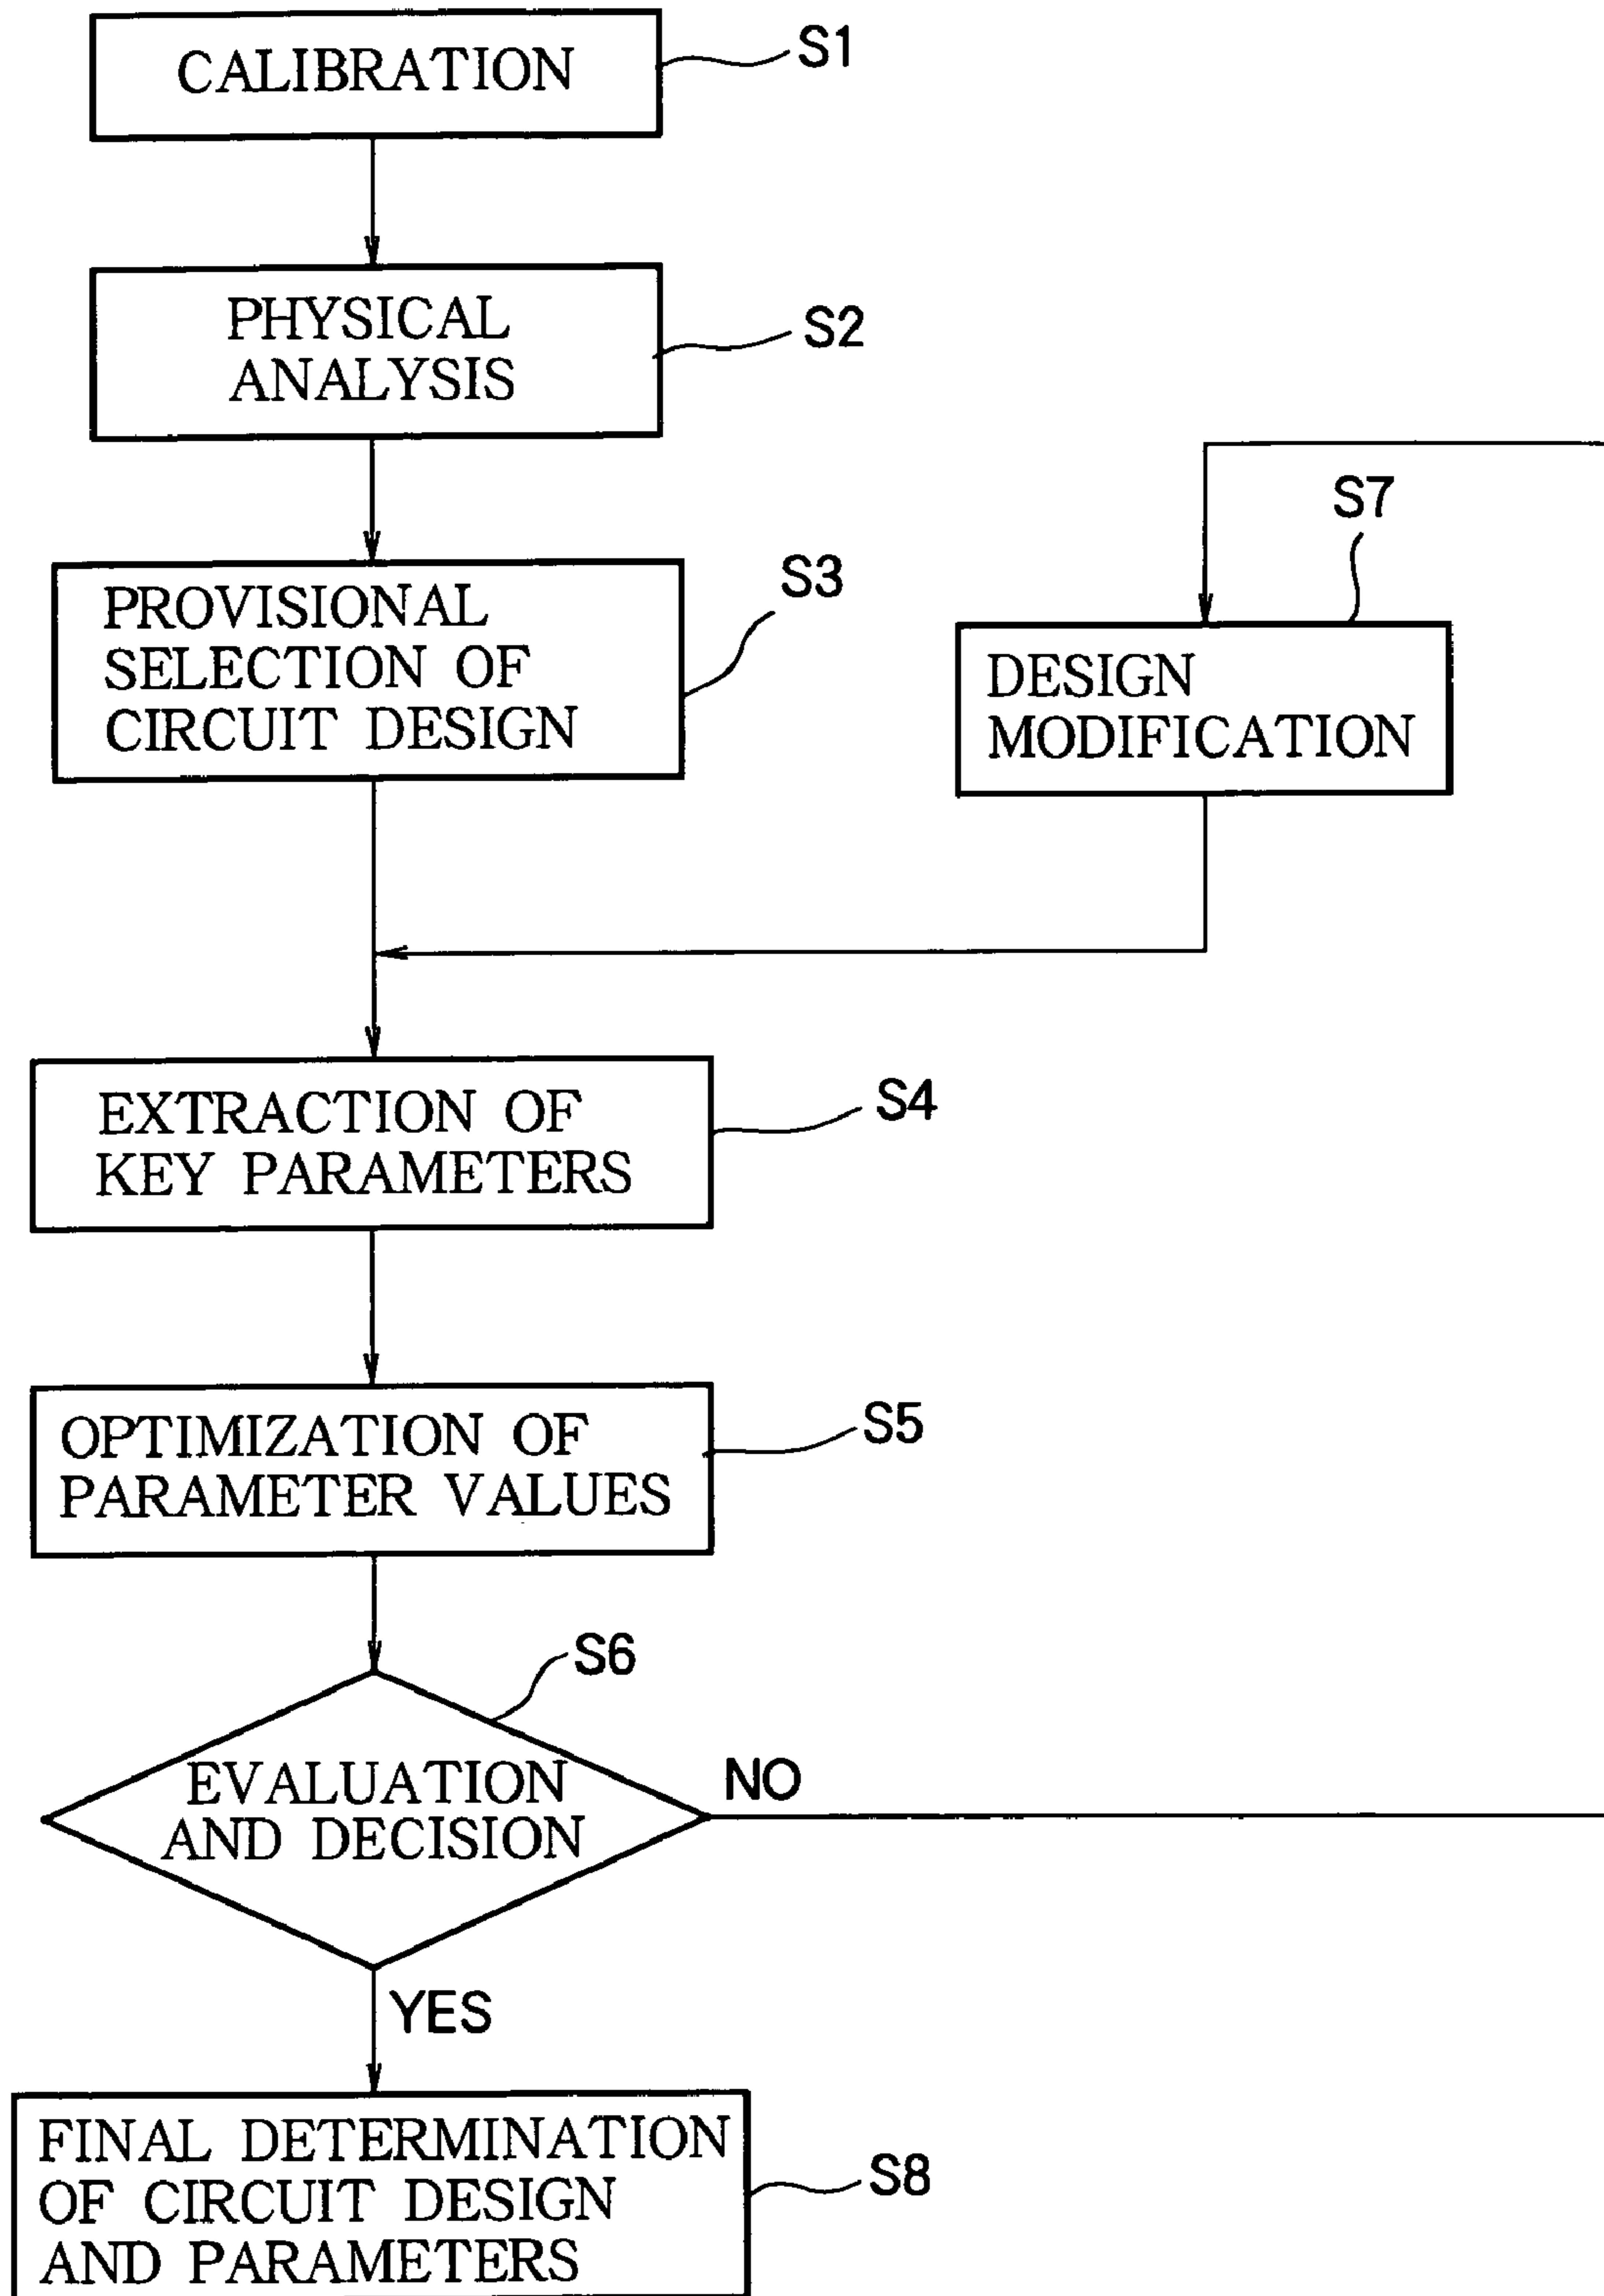 CALIBRATION
S1
PHYSICAL
ANALYSIS
S2
PROVISIONAL
SELECTION OF
CIRCUIT DESIGN
S3
S7
DESIGN
MODIFICATION
EXTRACTION OF
KEY PARAMETERS
S4
OPTIMIZATION OF
PARAMETER VALUES
S5
S6
EVALUATION
AND DECISION
NO
YES
FINAL DETERMINATION
OF CIRCUIT DESIGN
AND PARAMETERS
S8